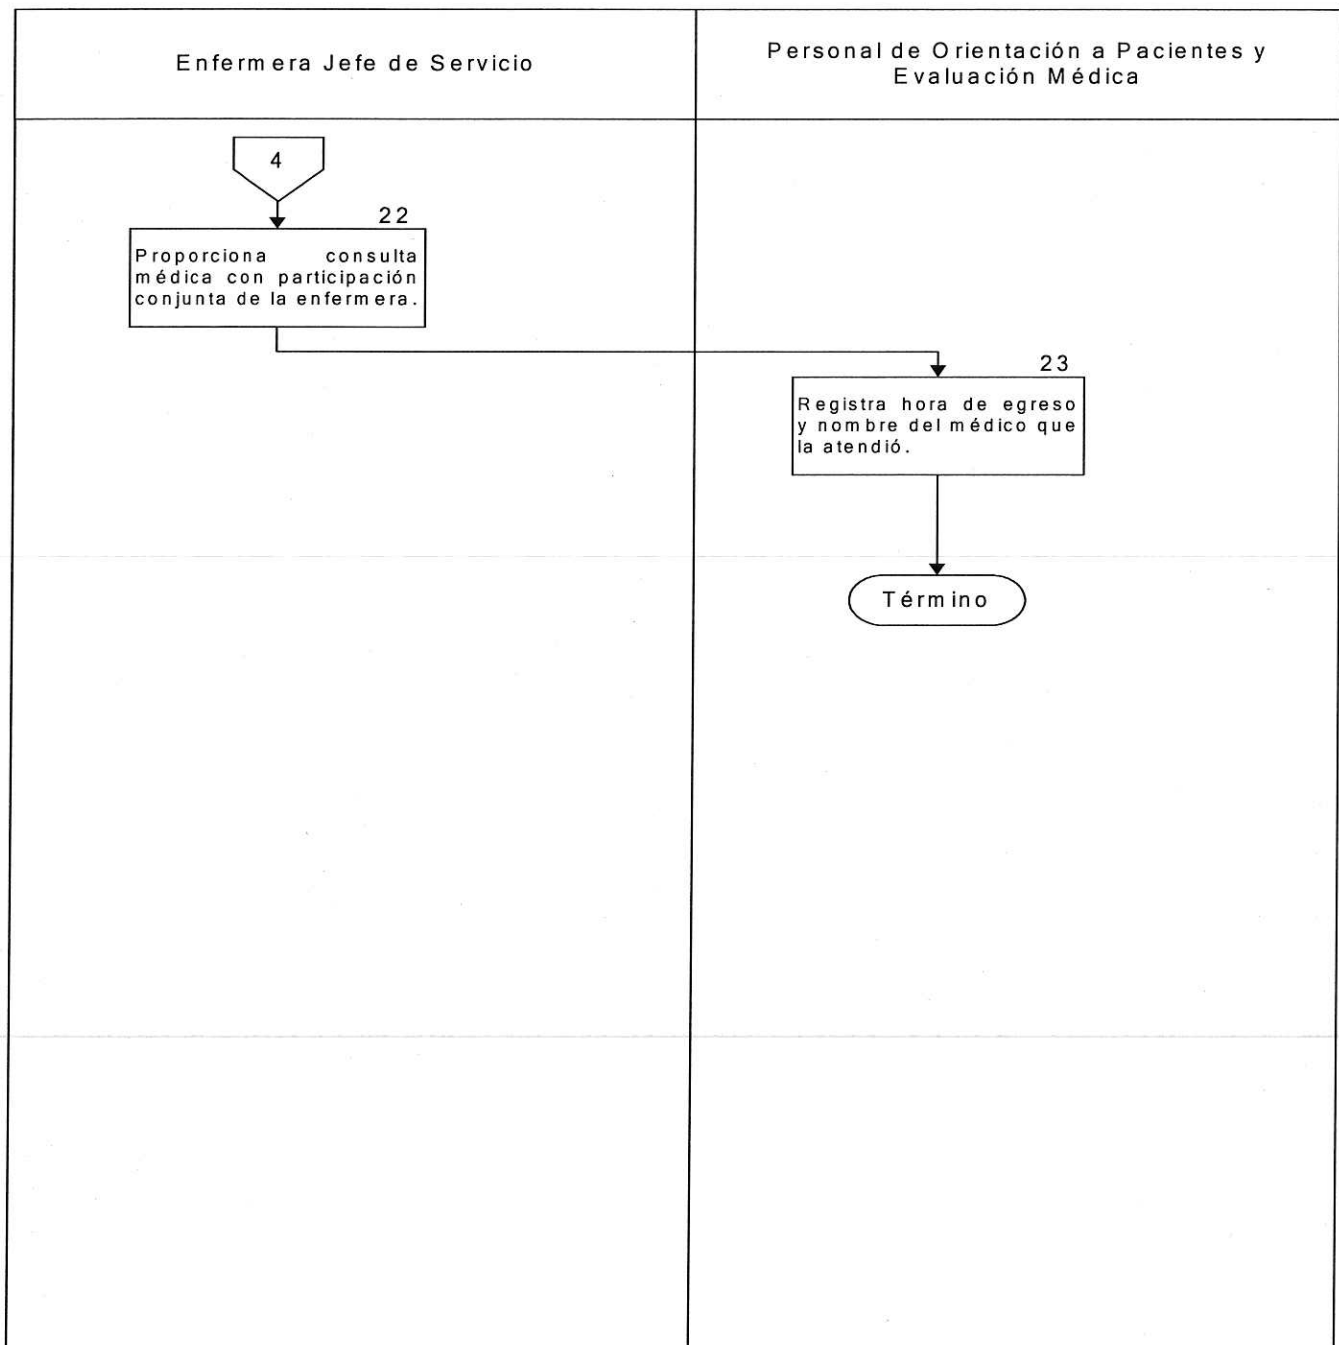 Enfermera Jefe de Servicio
Personal de Orientación a Pacientes y
Evaluación Médica
4
22
Proporciona consulta
médica con participación
conjunta de la enfermera.
23
Registra hora de egreso
y nombre del médico que
la atendió.
Término